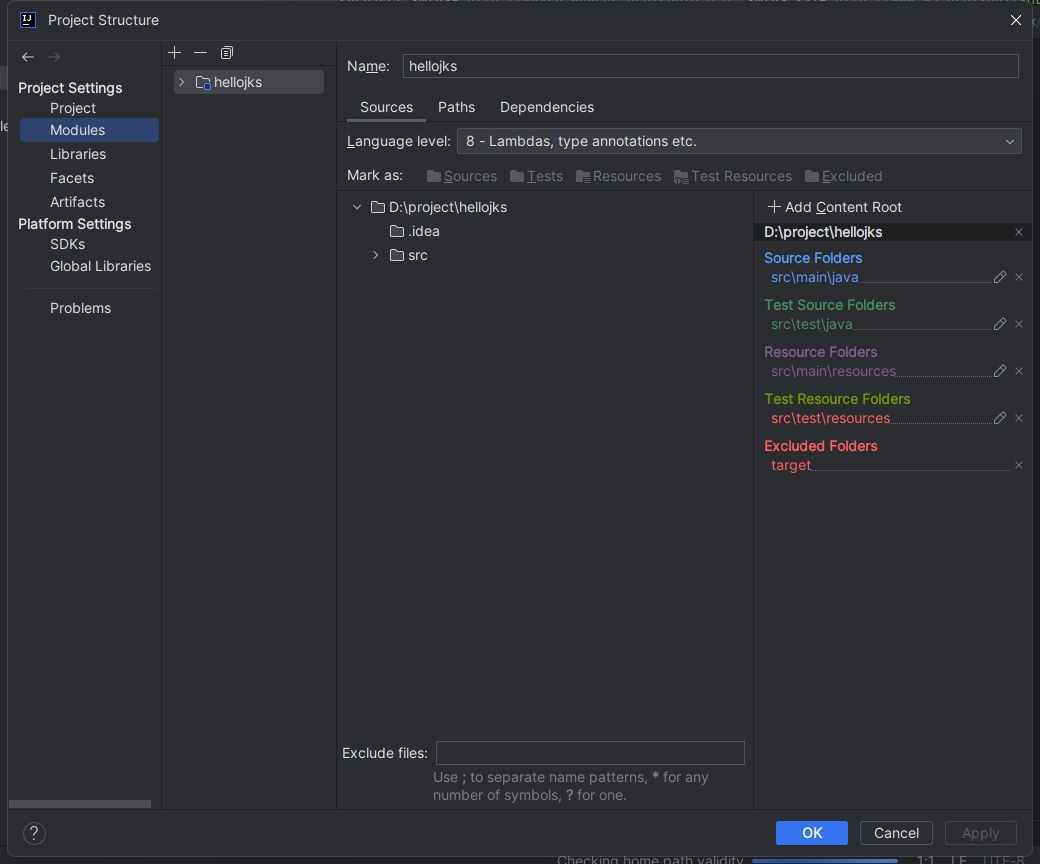 Project Structure
Project Settings
Project
Modules
Libraries
Facets
Artifacts
Platform Settings
SDKs
Global Libraries
Problems
hellojks
Name: hellojks
Sources Paths Dependencies
Language level: 8 - Lambdas, type annotations etc.
Mark as: Sources Tests Resources Test Resources Excluded
D:\project\hellojks
.idea
src
Add Content Root
D:\project\hellojks
Source Folders
src\main\java
Test Source Folders
src\test\java
Resource Folders
src\main\resources
Test Resource Folders
src\test\resources
Excluded Folders
target
Exclude files:
Use ; to separate name patterns, * for any
number of symbols, ? for one.
? OK Cancel Apply
Checking home path validity 1:1 LF UTF-8